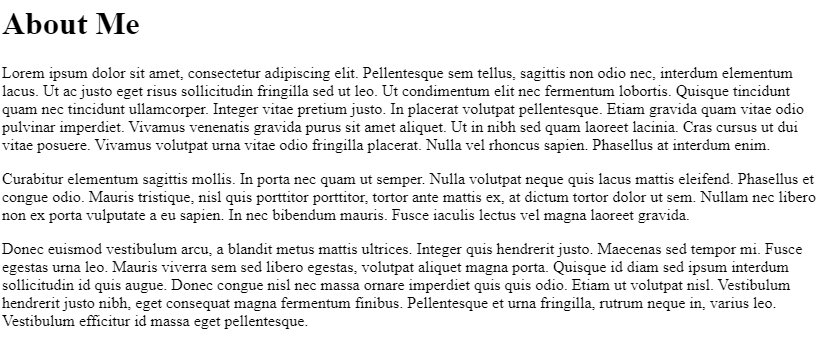 About Me
Lorem ipsum dolor sit amet, consectetur adipiscing elit. Pellentesque sem tellus, sagittis non odio nec, interdum elementum
lacus. Ut ac justo eget risus sollicitudin fringilla sed ut leo. Ut condimentum elit nec fermentum lobortis. Quisque tincidunt
quam nec tincidunt ullamcorper. Integer vitae pretium justo. In placerat volutpat pellentesque. Etiam gravida quam vitae odio
pulvinar imperdiet. Vivamus venenatis gravida purus sit amet aliquet. Ut in nibh sed quam laoreet lacinia. Cras cursus ut dui
vitae posuere. Vivamus volutpat urna vitae odio fringilla placerat. Nulla vel rhoncus sapien. Phasellus at interdum enim.
Curabitur elementum sagittis mollis. In porta nec quam ut semper. Nulla volutpat neque quis lacus mattis eleifend. Phasellus et
congue odio. Mauris tristique, nisl quis porttitor porttitor, tortor ante mattis ex, at dictum tortor dolor ut sem. Nullam nec libero
non ex porta vulputate a eu sapien. In nec bibendum mauris. Fusce iaculis lectus vel magna laoreet gravida.
Donec euismod vestibulum arcu, a blandit metus mattis ultrices. Integer quis hendrerit justo. Maecenas sed tempor mi. Fusce
egestas urna leo. Mauris viverra sem sed libero egestas, volutpat aliquet magna porta. Quisque id diam sed ipsum interdum
sollicitudin id quis augue. Donec congue nisl nec massa ornare imperdiet quis quis odio. Etiam ut volutpat nisl. Vestibulum
hendrerit justo nibh, eget consequat magna fermentum finibus. Pellentesque et urna fringilla, rutrum neque in, varius leo.
Vestibulum efficitur id massa eget pellentesque.